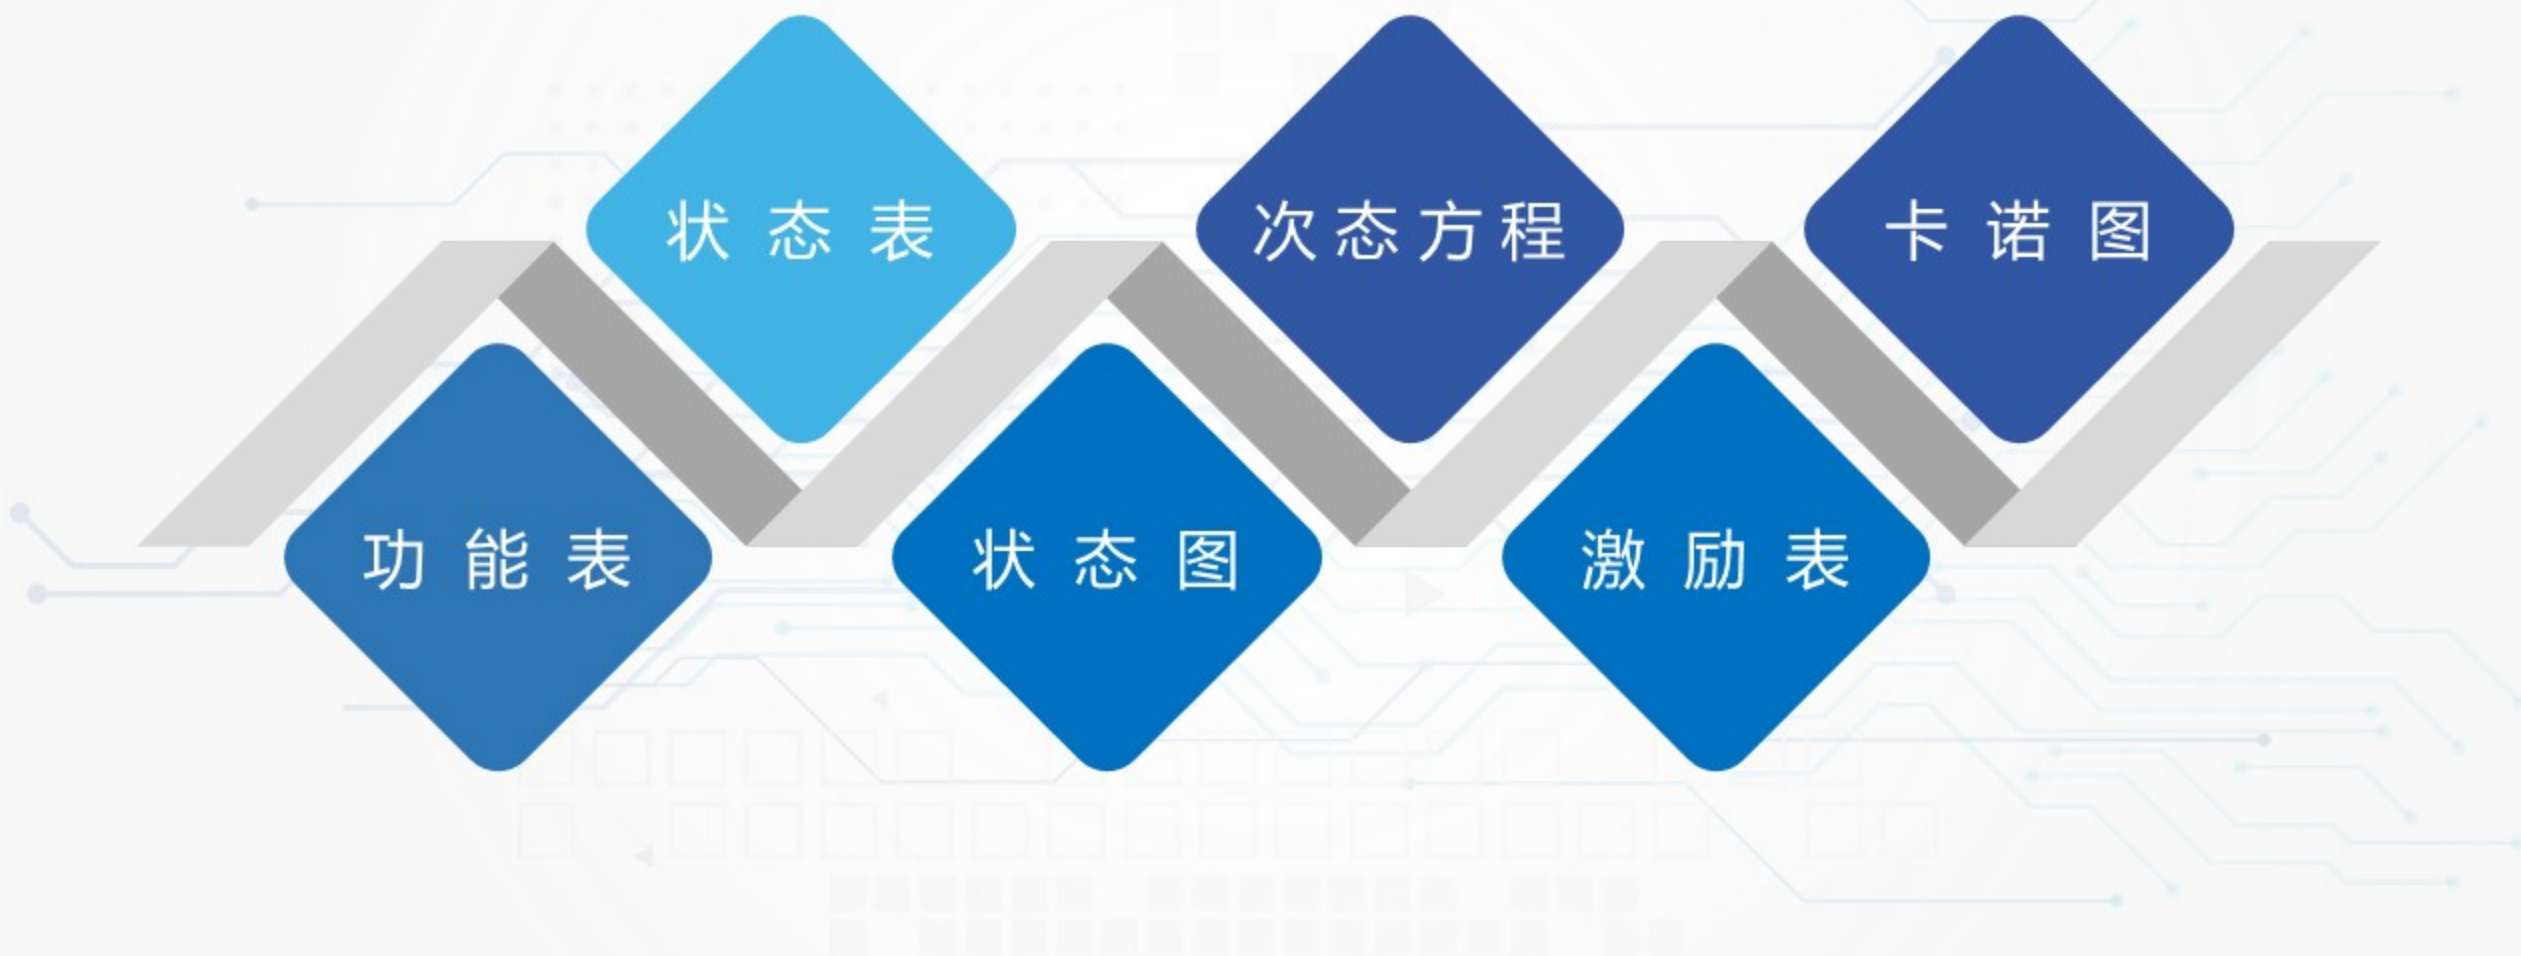 状态表
次态方程
卡诺图
功能表
状态图
激励表